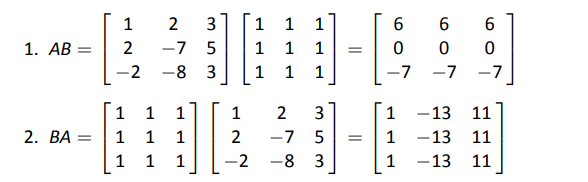 1. AB = [1 2 3; 2 −7 5; −2 −8 3] [1 1 1; 1 1 1; 1 1 1] = [6 6 6; 0 0 0; −7 −7 −7]
2. BA = [1 1 1; 1 1 1; 1 1 1] [1 2 3; 2 −7 5; −2 −8 3] = [1 −13 11; 1 −13 11; 1 −13 11]